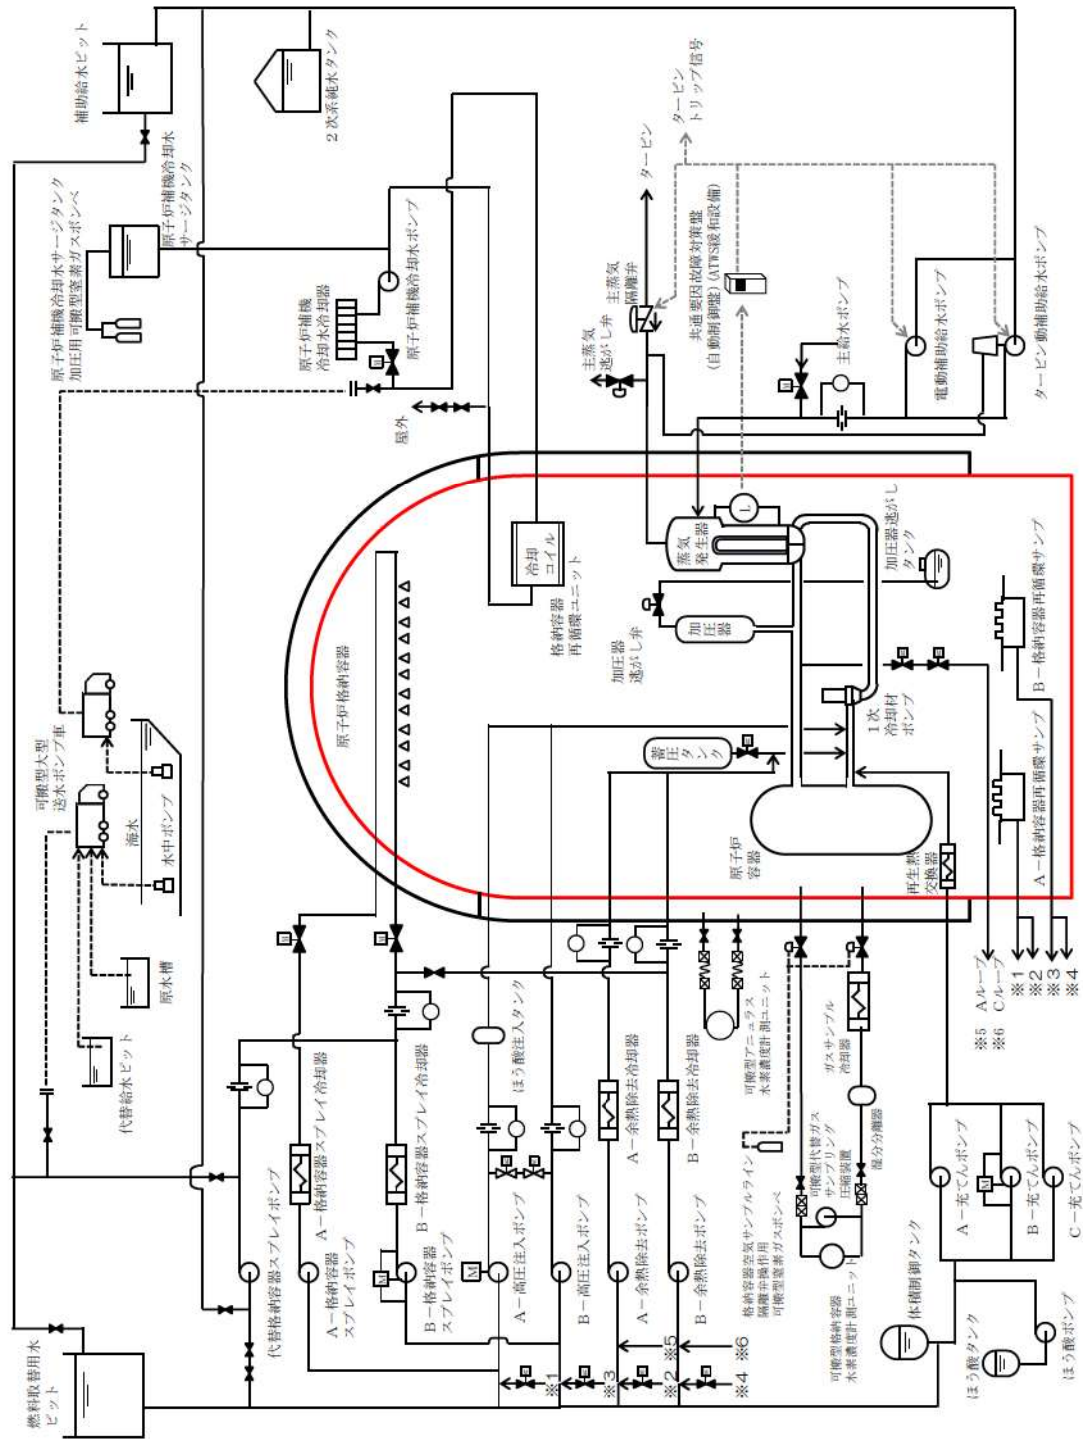 燃料取替用水
ピット
補助給水ピット
2次系純水タンク
原子炉補機冷却水サージタンク
加圧用可搬型窒素ガスボンベ
原子炉補機冷却水
サージタンク
原子炉補機
冷却水冷却器
原子炉補機冷却水ポンプ
屋外
可搬型大型
送水ポンプ車
海水
水中ポンプ
原水槽
代替給水ピット
代替格納容器スプレイポンプ
A-格納容器スプレイ冷却器
A-格納容器
スプレイポンプ
B-格納容器スプレイ冷却器
B-格納容器
スプレイポンプ
ほう酸注入タンク
A-高圧注入ポンプ
B-高圧注入ポンプ
A-余熱除去冷却器
A-余熱除去ポンプ
B-余熱除去冷却器
B-余熱除去ポンプ
※1
※3
※2
※5
※4
※6
原子炉格納容器
冷却
コイル
格納容器
再循環ユニット
タービン
タービン
トリップ信号
主蒸気
逃がし弁
主蒸気
隔離弁
共通要因故障対策盤
(自動制御盤)(ATWS緩和設備)
主給水ポンプ
電動補助給水ポンプ
タービン動補助給水ポンプ
蒸気
発生器
L
加圧器
加圧器
逃がし弁
加圧器逃がし
タンク
蓄圧タンク
1次
冷却材
ポンプ
原子炉
容器
再生熱
交換器
A-格納容器再循環サンプ
B-格納容器再循環サンプ
※5 Aループ
※6 Cループ
※1
※2
※3
※4
可搬型アニュラス
水素濃度計測ユニット
格納容器空気サンプルライン
隔離弁操作用
可搬型窒素ガスボンベ
可搬型代替ガス
サンプリング
圧縮装置
ガスサンプル
冷却器
湿分分離器
可搬型格納容器
水素濃度計測ユニット
A-充てんポンプ
B-充てんポンプ
C-充てんポンプ
体積制御タンク
ほう酸タンク
ほう酸ポンプ
M
M
M